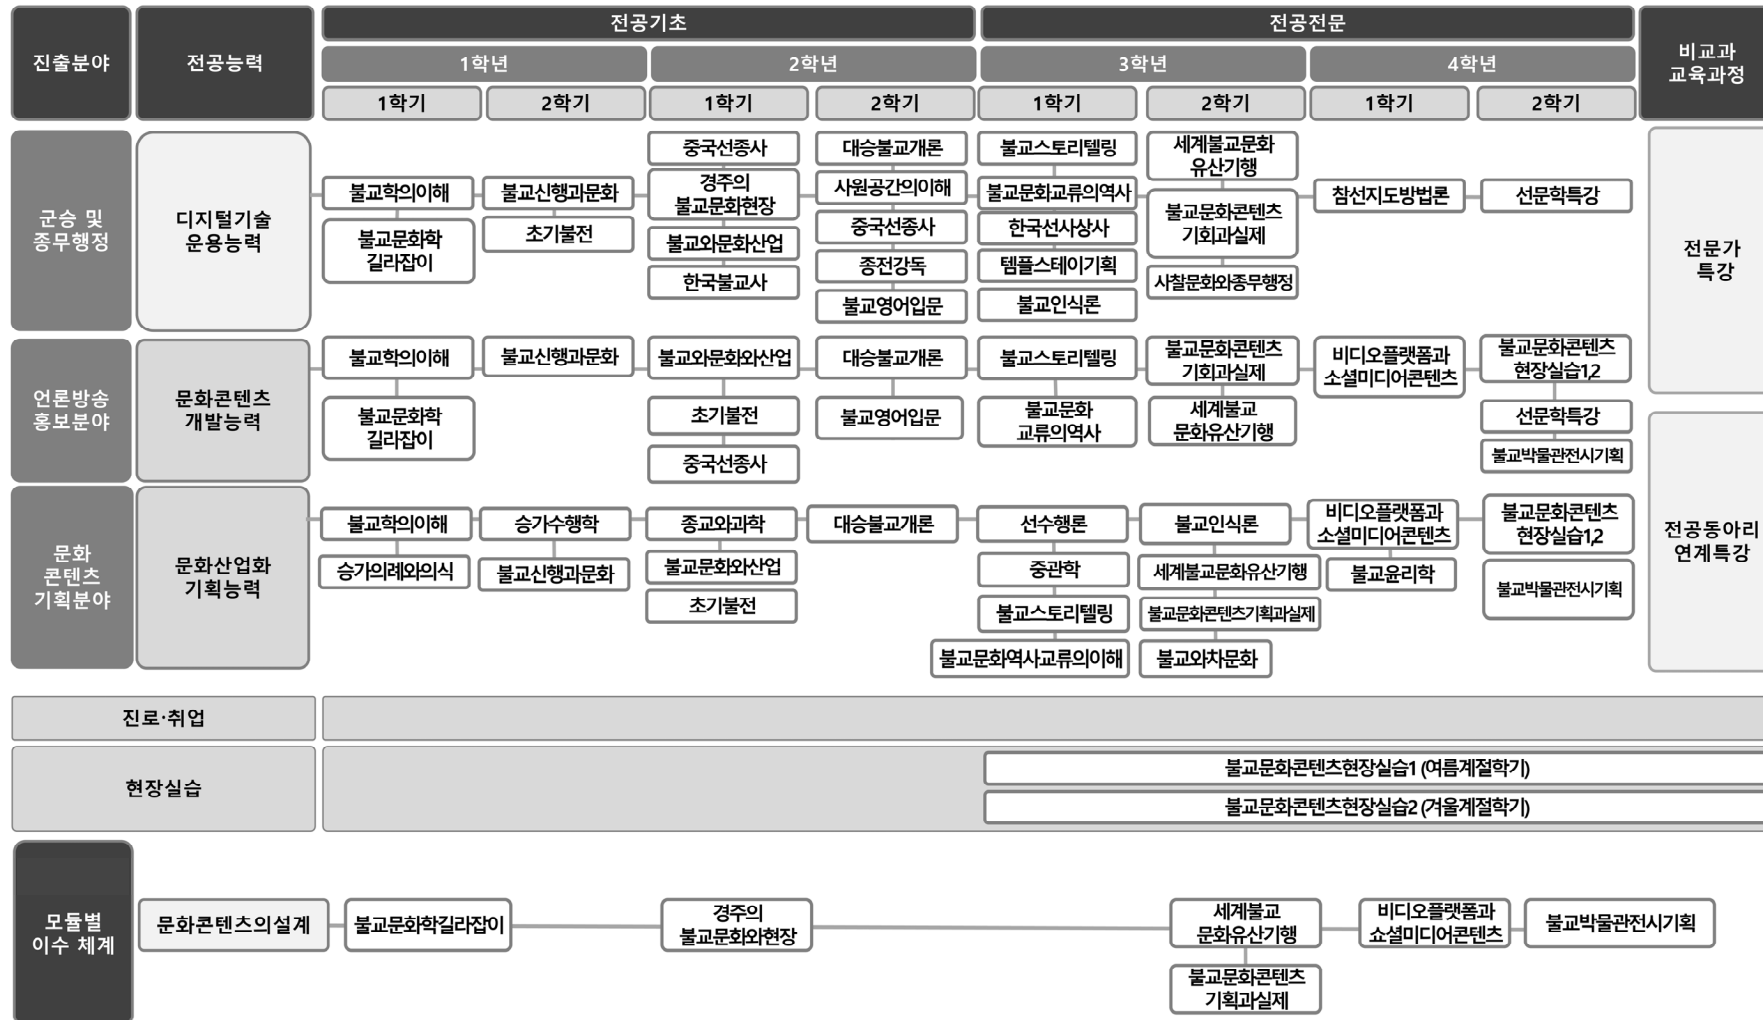 진출분야
전공능력
전공기초
전공전문
비교과
교육과정
1학년
2학년
3학년
4학년
1학기
2학기
1학기
2학기
1학기
2학기
1학기
2학기
군승 및
종무행정
디지털기술
운용능력
불교학의이해
불교문화학
길라잡이
불교신행과문화
초기불전
중국선종사
경주의
불교문화현장
불교와문화산업
한국불교사
대승불교개론
사원공간의이해
중국선종사
종전강독
불교영어입문
불교스토리텔링
불교문화교류의역사
한국선사상사
템플스테이기획
불교인식론
세계불교문화
유산기행
불교문화콘텐츠
기회과실제
사찰문화와종무행정
참선지도방법론
선문학특강
전문가
특강
언론방송
홍보분야
문화콘텐츠
개발능력
불교학의이해
불교문화학
길라잡이
불교신행과문화
불교와문화와산업
초기불전
중국선종사
대승불교개론
불교영어입문
불교스토리텔링
불교문화
교류의역사
불교문화콘텐츠
기회과실제
세계불교
문화유산기행
비디오플랫폼과
소셜미디어콘텐츠
불교문화콘텐츠
현장실습1,2
선문학특강
불교박물관전시기획
문화
콘텐츠
기획분야
문화산업화
기획능력
불교학의이해
승가의례와의식
승가수행학
불교신행과문화
종교와과학
불교문화와산업
초기불전
대승불교개론
선수행론
중관학
불교스토리텔링
불교문화역사교류의이해
불교인식론
세계불교문화유산기행
불교문화콘텐츠기획과실제
불교와차문화
비디오플랫폼과
소셜미디어콘텐츠
불교윤리학
불교문화콘텐츠
현장실습1,2
불교박물관전시기획
전공동아리
연계특강
진로·취업
현장실습
불교문화콘텐츠현장실습1 (여름계절학기)
불교문화콘텐츠현장실습2 (겨울계절학기)
모듈별
이수 체계
문화콘텐츠의설계
불교문화학길라잡이
경주의
불교문화와현장
세계불교
문화유산기행
불교문화콘텐츠
기획과실제
비디오플랫폼과
쇼셜미디어콘텐츠
불교박물관전시기획